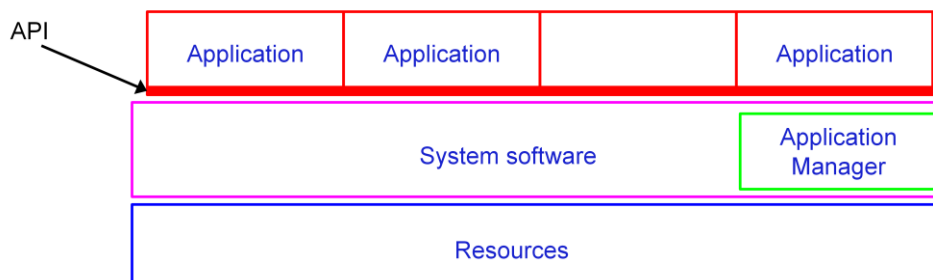 API
Application
Application
Application
System software
Application
Manager
Resources